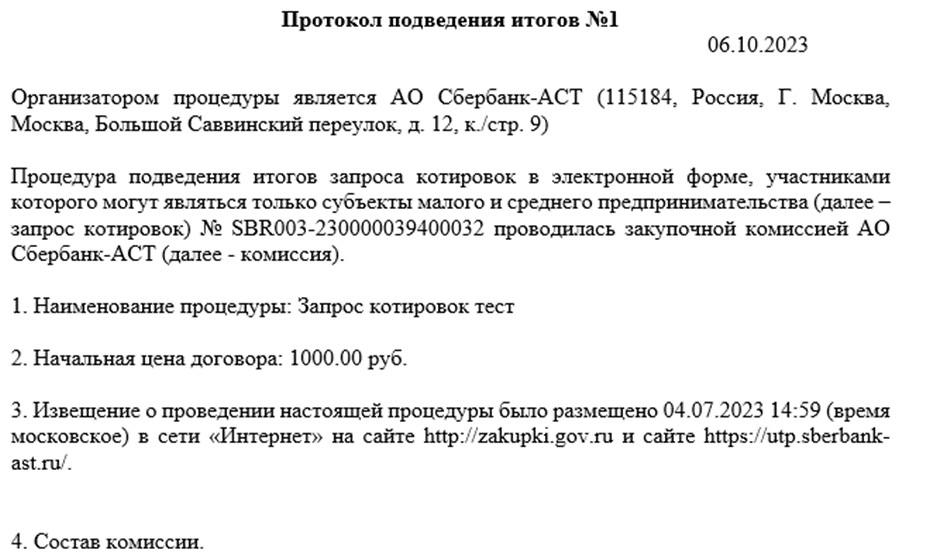 Протокол подведения итогов №1
06.10.2023
Организатором процедуры является АО Сбербанк-АСТ (115184, Россия, Г. Москва,
Москва, Большой Саввинский переулок, д. 12, к./стр. 9)
Процедура подведения итогов запроса котировок в электронной форме, участниками
которого могут являться только субъекты малого и среднего предпринимательства (далее –
запрос котировок) № SBR003-230000039400032 проводилась закупочной комиссией АО
Сбербанк-АСТ (далее - комиссия).
1. Наименование процедуры: Запрос котировок тест
2. Начальная цена договора: 1000.00 руб.
3. Извещение о проведении настоящей процедуры было размещено 04.07.2023 14:59 (время
московское) в сети «Интернет» на сайте http://zakupki.gov.ru и сайте https://utp.sberbank-
ast.ru/.
4. Состав комиссии.